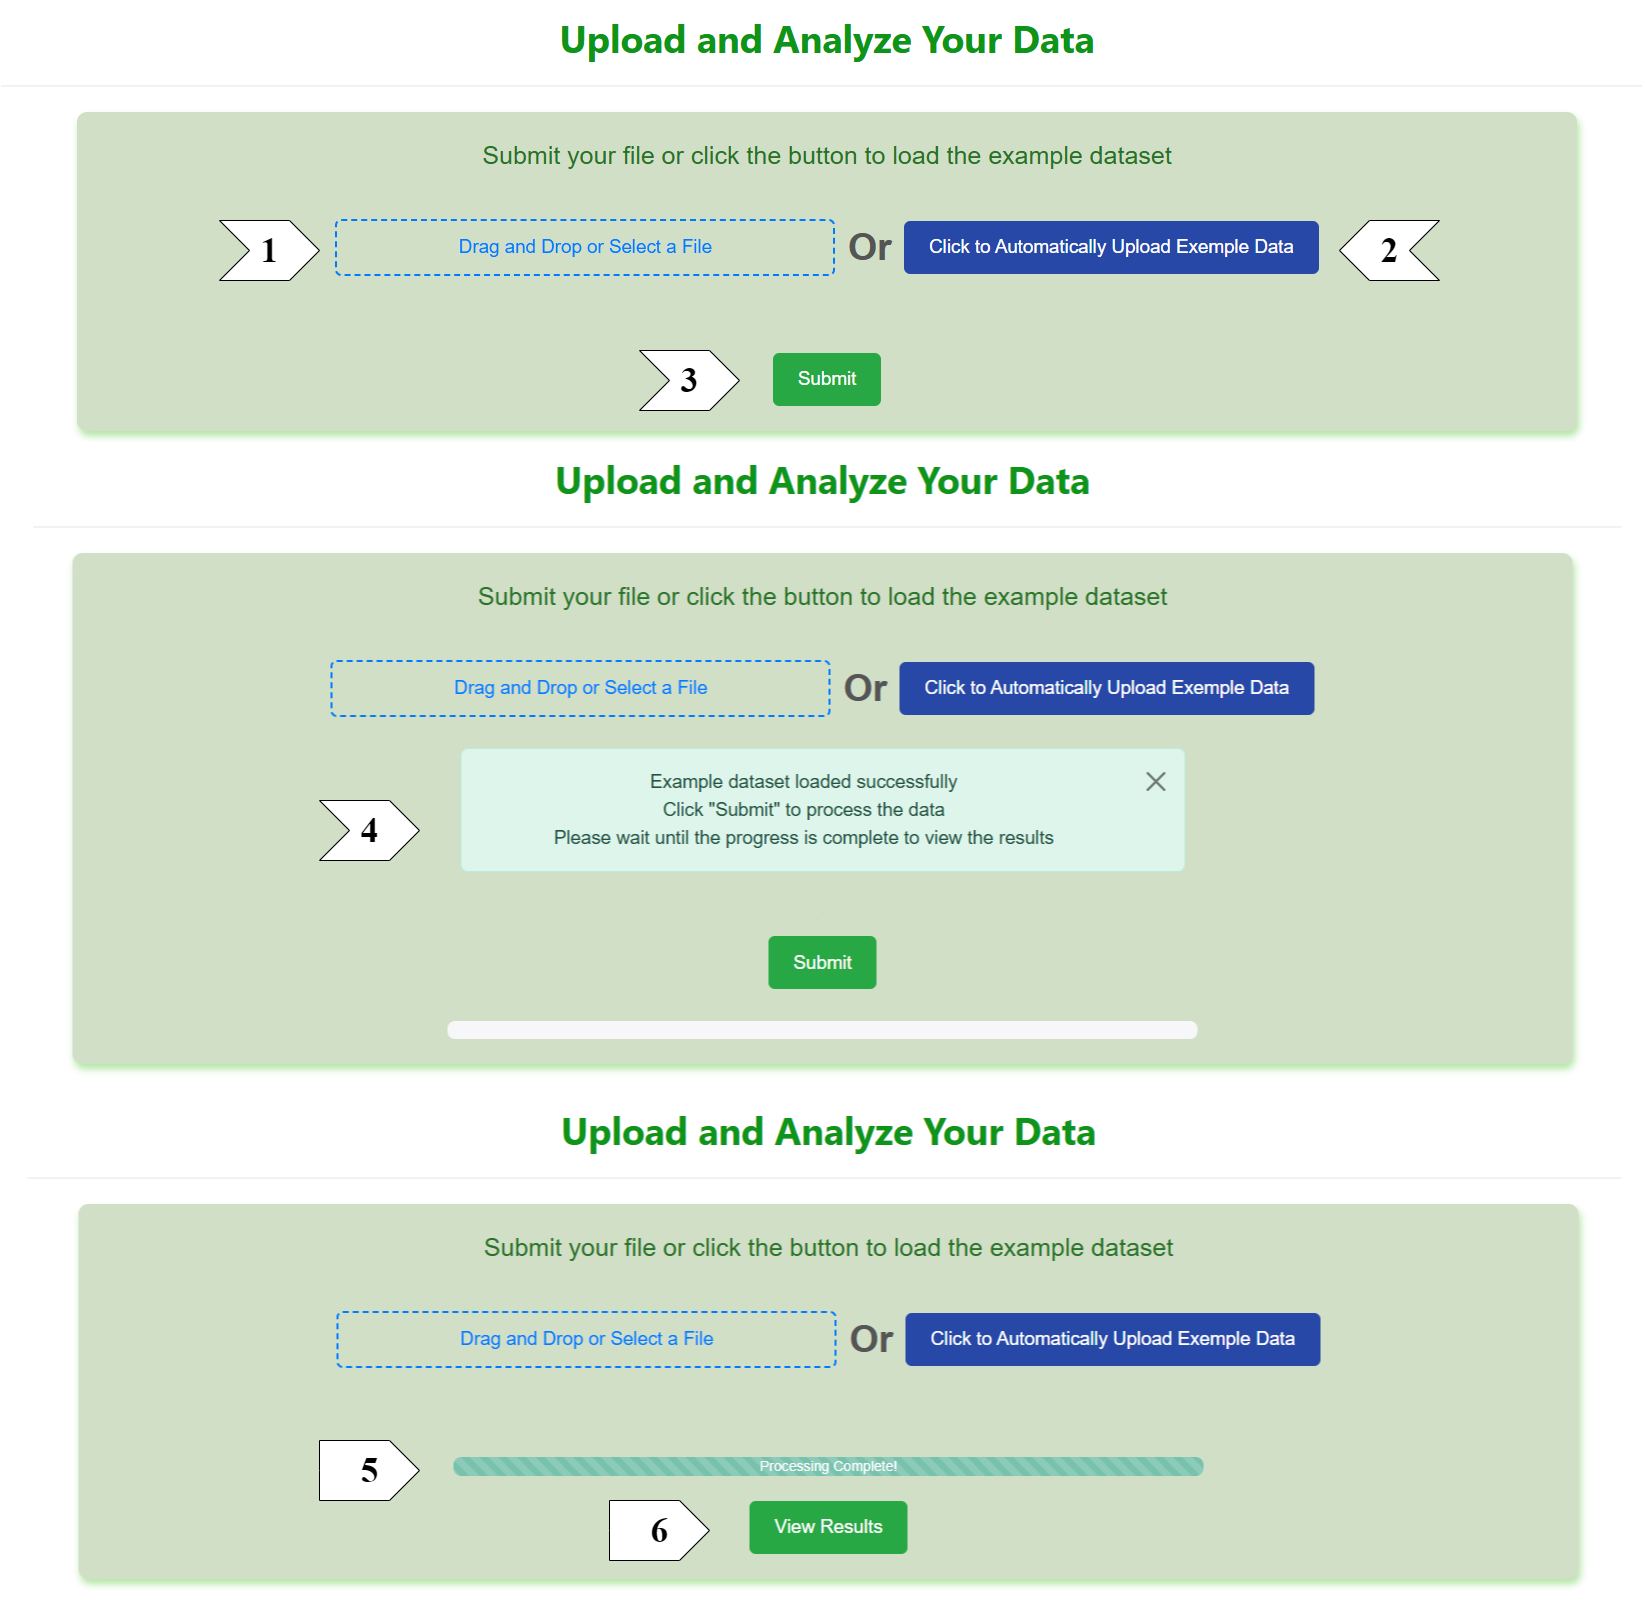 Upload and Analyze Your Data
Submit your file or click the button to load the example dataset
1
Drag and Drop or Select a File
Or
Click to Automatically Upload Exemple Data
2
3
Submit
Upload and Analyze Your Data
Submit your file or click the button to load the example dataset
Drag and Drop or Select a File
Or
Click to Automatically Upload Exemple Data
Example dataset loaded successfully
Click "Submit" to process the data
4
Please wait until the progress is complete to view the results
Submit
Upload and Analyze Your Data
Submit your file or click the button to load the example dataset
Drag and Drop or Select a File
Or
Click to Automatically Upload Exemple Data
5
Processing Complete!
6
View Results